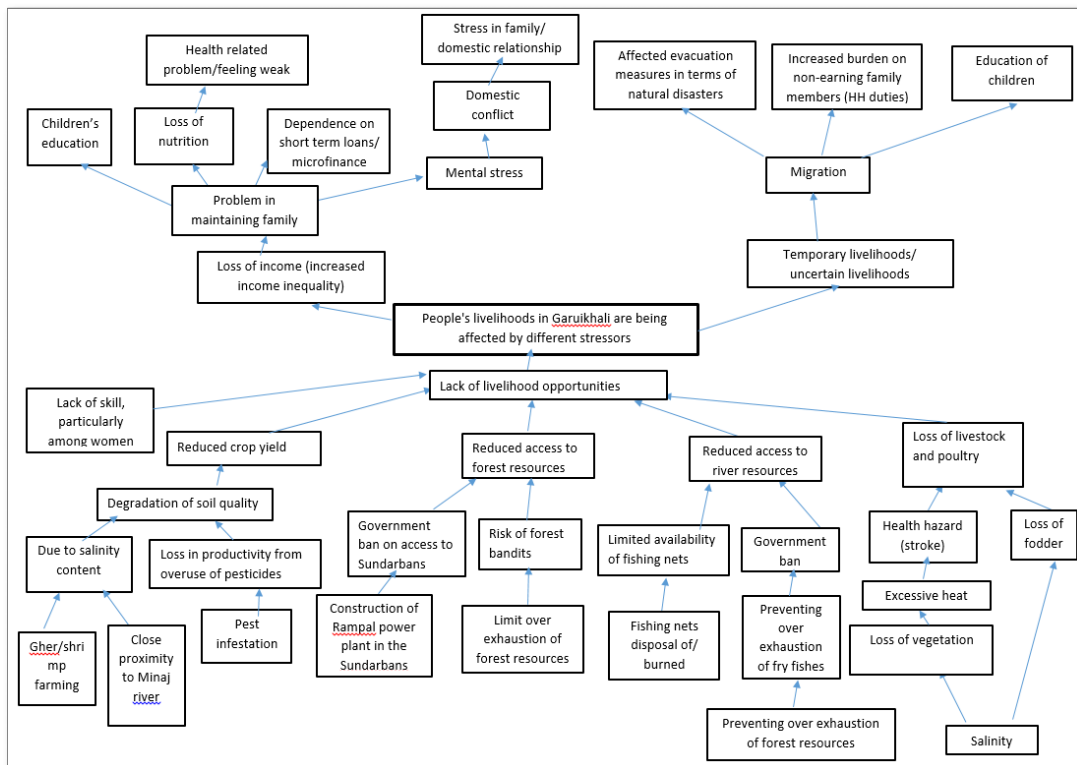 Stress in family/
domestic relationship
Health related
problem/feeling weak
Affected evacuation
measures in terms of
natural disasters
Increased burden on
non-earning family
members (HH duties)
Education of
children
Domestic
conflict
Children's
education
Loss of
nutrition
Dependence on
short term loans/
microfinance
Mental stress
Migration
Problem in
maintaining family
Temporary livelihoods/
uncertain livelihoods
Loss of income (increased
income inequality)
People's livelihoods in Garuikhali are being
affected by different stressors
Lack of livelihood opportunities
Lack of skill,
particularly
among women
Reduced crop yield
Reduced access to
forest resources
Reduced access to
river resources
Loss of livestock
and poultry
Degradation of soil quality
Government
ban on access to
Sundarbans
Risk of forest
bandits
Limited availability
of fishing nets
Government
ban
Health hazard
(stroke)
Loss of
fodder
Due to salinity
content
Loss in productivity from
overuse of pesticides
Excessive heat
Construction of
Rampal power
plant in the
Sundarbans
Limit over
exhaustion of
forest resources
Fishing nets
disposal of/
burned
Preventing
over
exhaustion
of fry fishes
Loss of vegetation
Gher/shri
mp
farming
Close
proximity
to Minaj
river
Pest
infestation
Preventing over exhaustion
of forest resources
Salinity